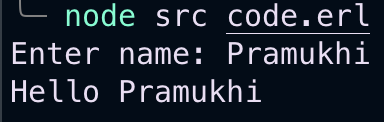 node src code.erl
Enter name: Pramukhi
Hello Pramukhi